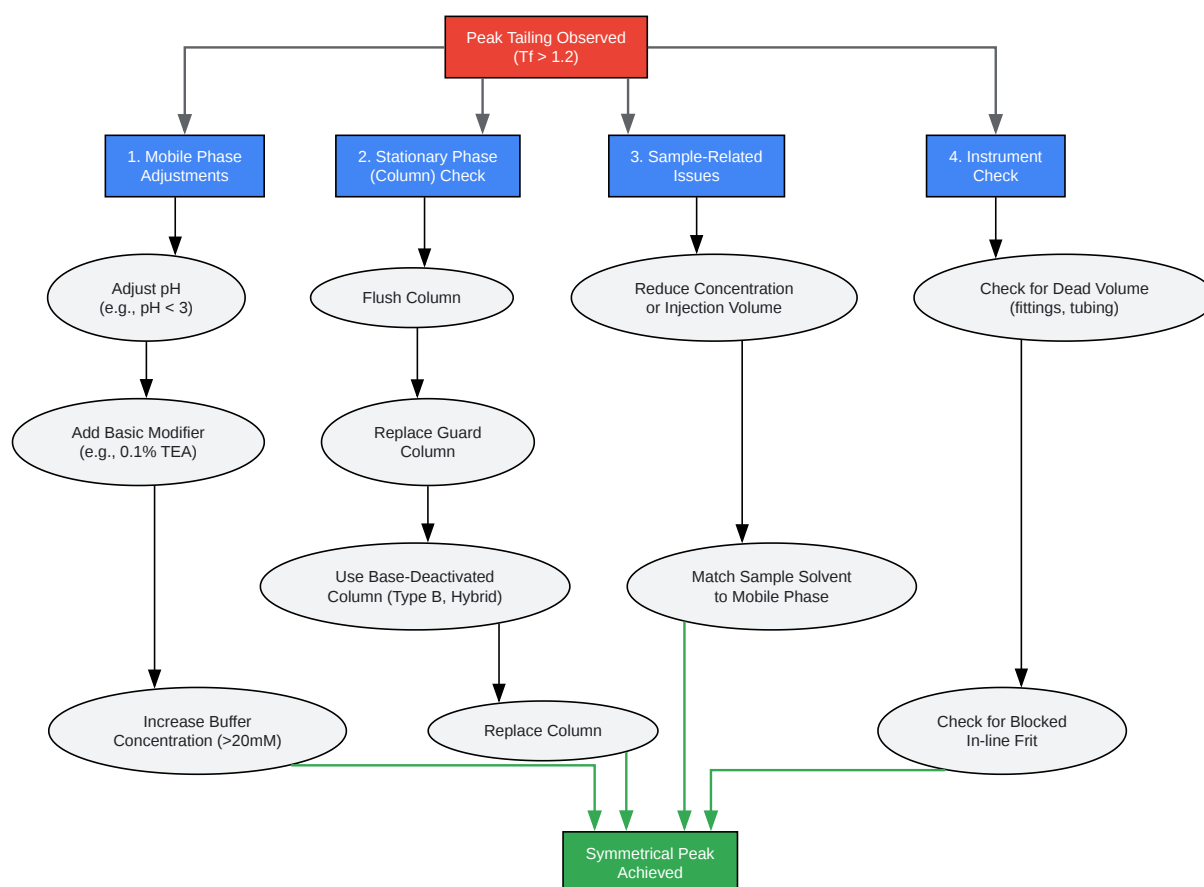 Peak Tailing Observed
(Tf > 1.2)
1. Mobile Phase
Adjustments
2. Stationary Phase
(Column) Check
3. Sample-Related
Issues
4. Instrument
Check
Adjust pH
(e.g., pH < 3)
Flush Column
Reduce Concentration
or Injection Volume
Check for Dead Volume
(fittings, tubing)
Add Basic Modifier
(e.g., 0.1% TEA)
Replace Guard
Column
Use Base-Deactivated
Column (Type B, Hybrid)
Match Sample Solvent
to Mobile Phase
Increase Buffer
Concentration (>20mM)
Replace Column
Check for Blocked
In-line Frit
Symmetrical Peak
Achieved